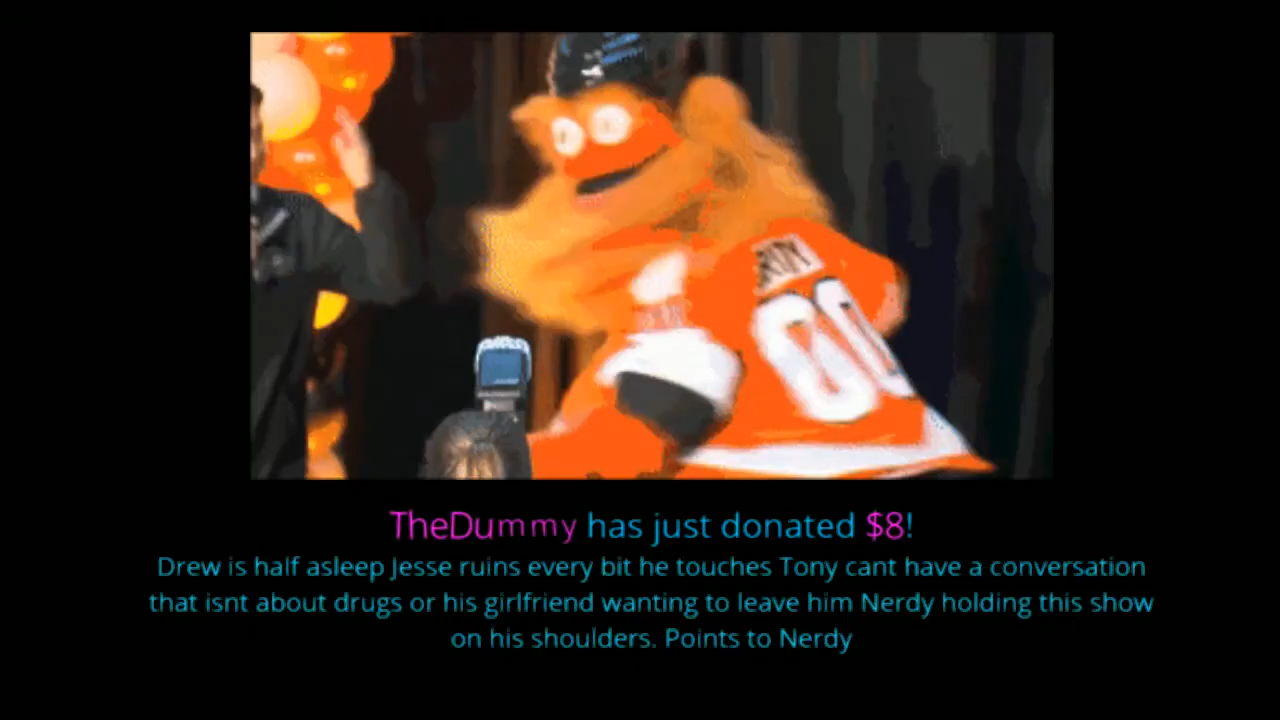 RITTY
00
TheDummy has just donated $8!
Drew is half asleep Jesse ruins every bit he touches Tony cant have a conversation
that isnt about drugs or his girlfriend wanting to leave him Nerdy holding this show
on his shoulders. Points to Nerdy